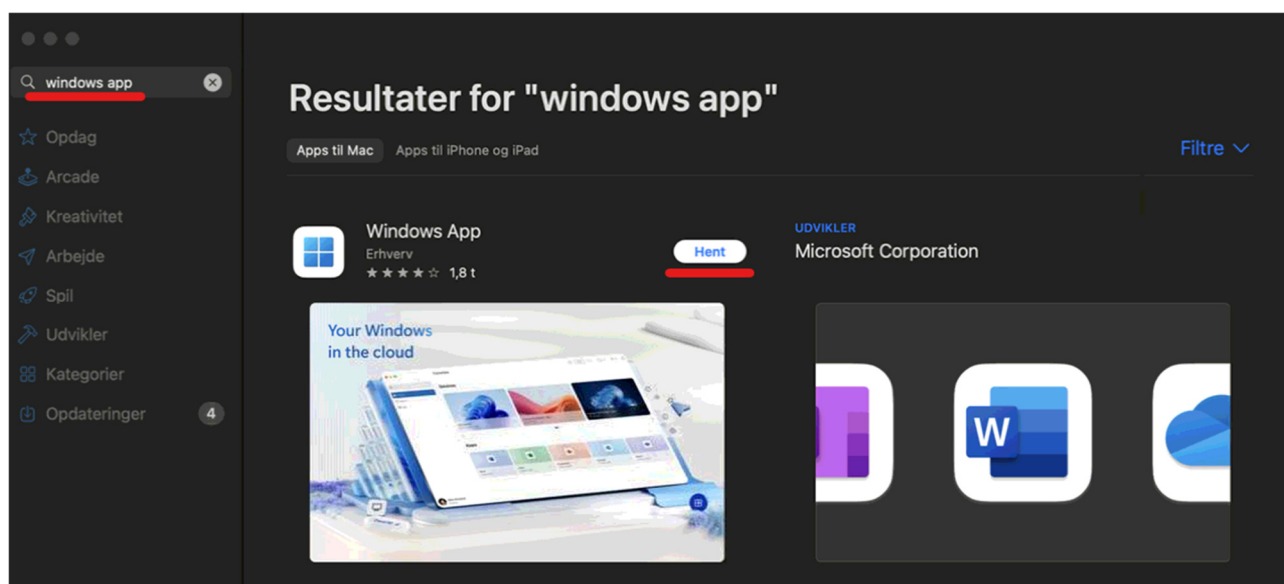 windows app
Opdag
Arcade
Kreativitet
Arbejde
Spil
Udvikler
Kategorier
Opdateringer 4
Resultater for "windows app"
Apps til Mac Apps til iPhone og iPad
Filtre
Windows App
Erhverv
1,8 t
Hent
UDVIKLER
Microsoft Corporation
Your Windows
in the cloud
W